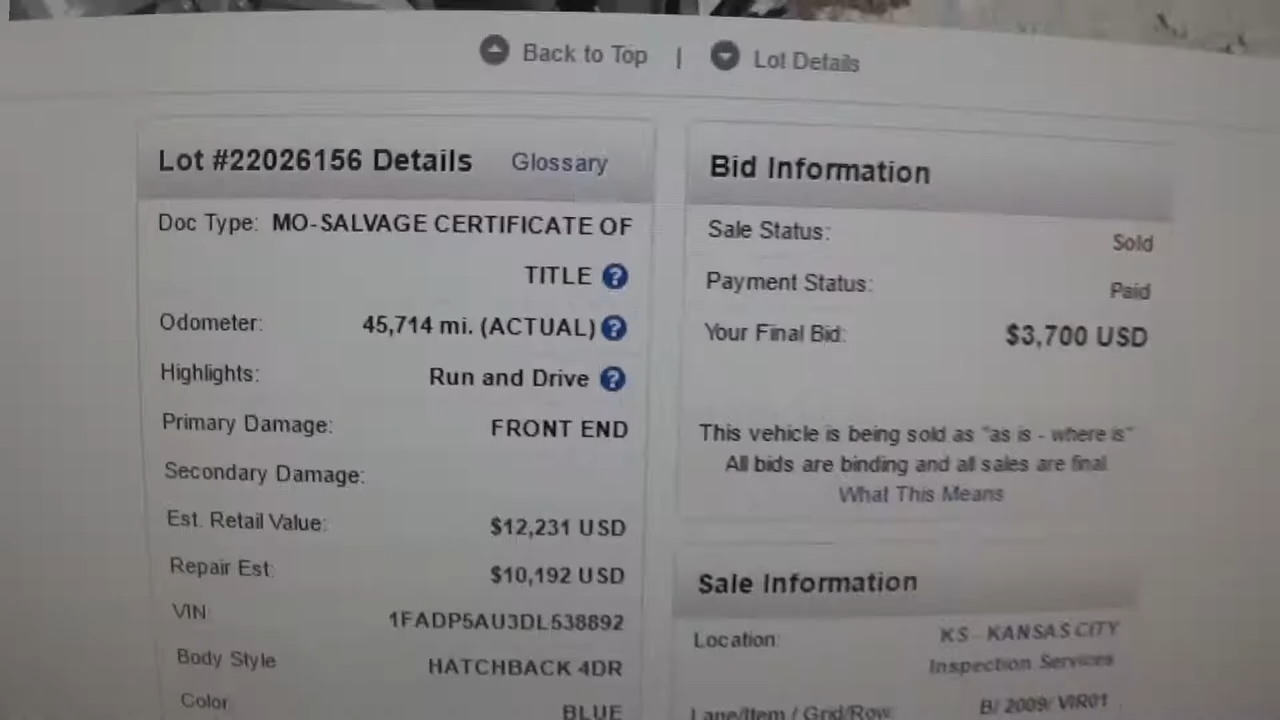 Back to Top | Lot Details
Lot #22026156 Details Glossary
Doc Type: MO-SALVAGE CERTIFICATE OF
TITLE ?
Odometer: 45,714 mi. (ACTUAL) ?
Highlights: Run and Drive ?
Primary Damage: FRONT END
Secondary Damage:
Est. Retail Value: $12,231 USD
Repair Est: $10,192 USD
VIN: 1FADP5AU3DL538892
Body Style HATCHBACK 4DR
Color BLUE
Bid Information
Sale Status: Sold
Payment Status: Paid
Your Final Bid: $3,700 USD
This vehicle is being sold as "as is - where is"
All bids are binding and all sales are final.
What This Means
Sale Information
Location: KS - KANSAS CITY
Inspection Services
Lane/Item / Grid/Row: B/ 2009/ VIR01